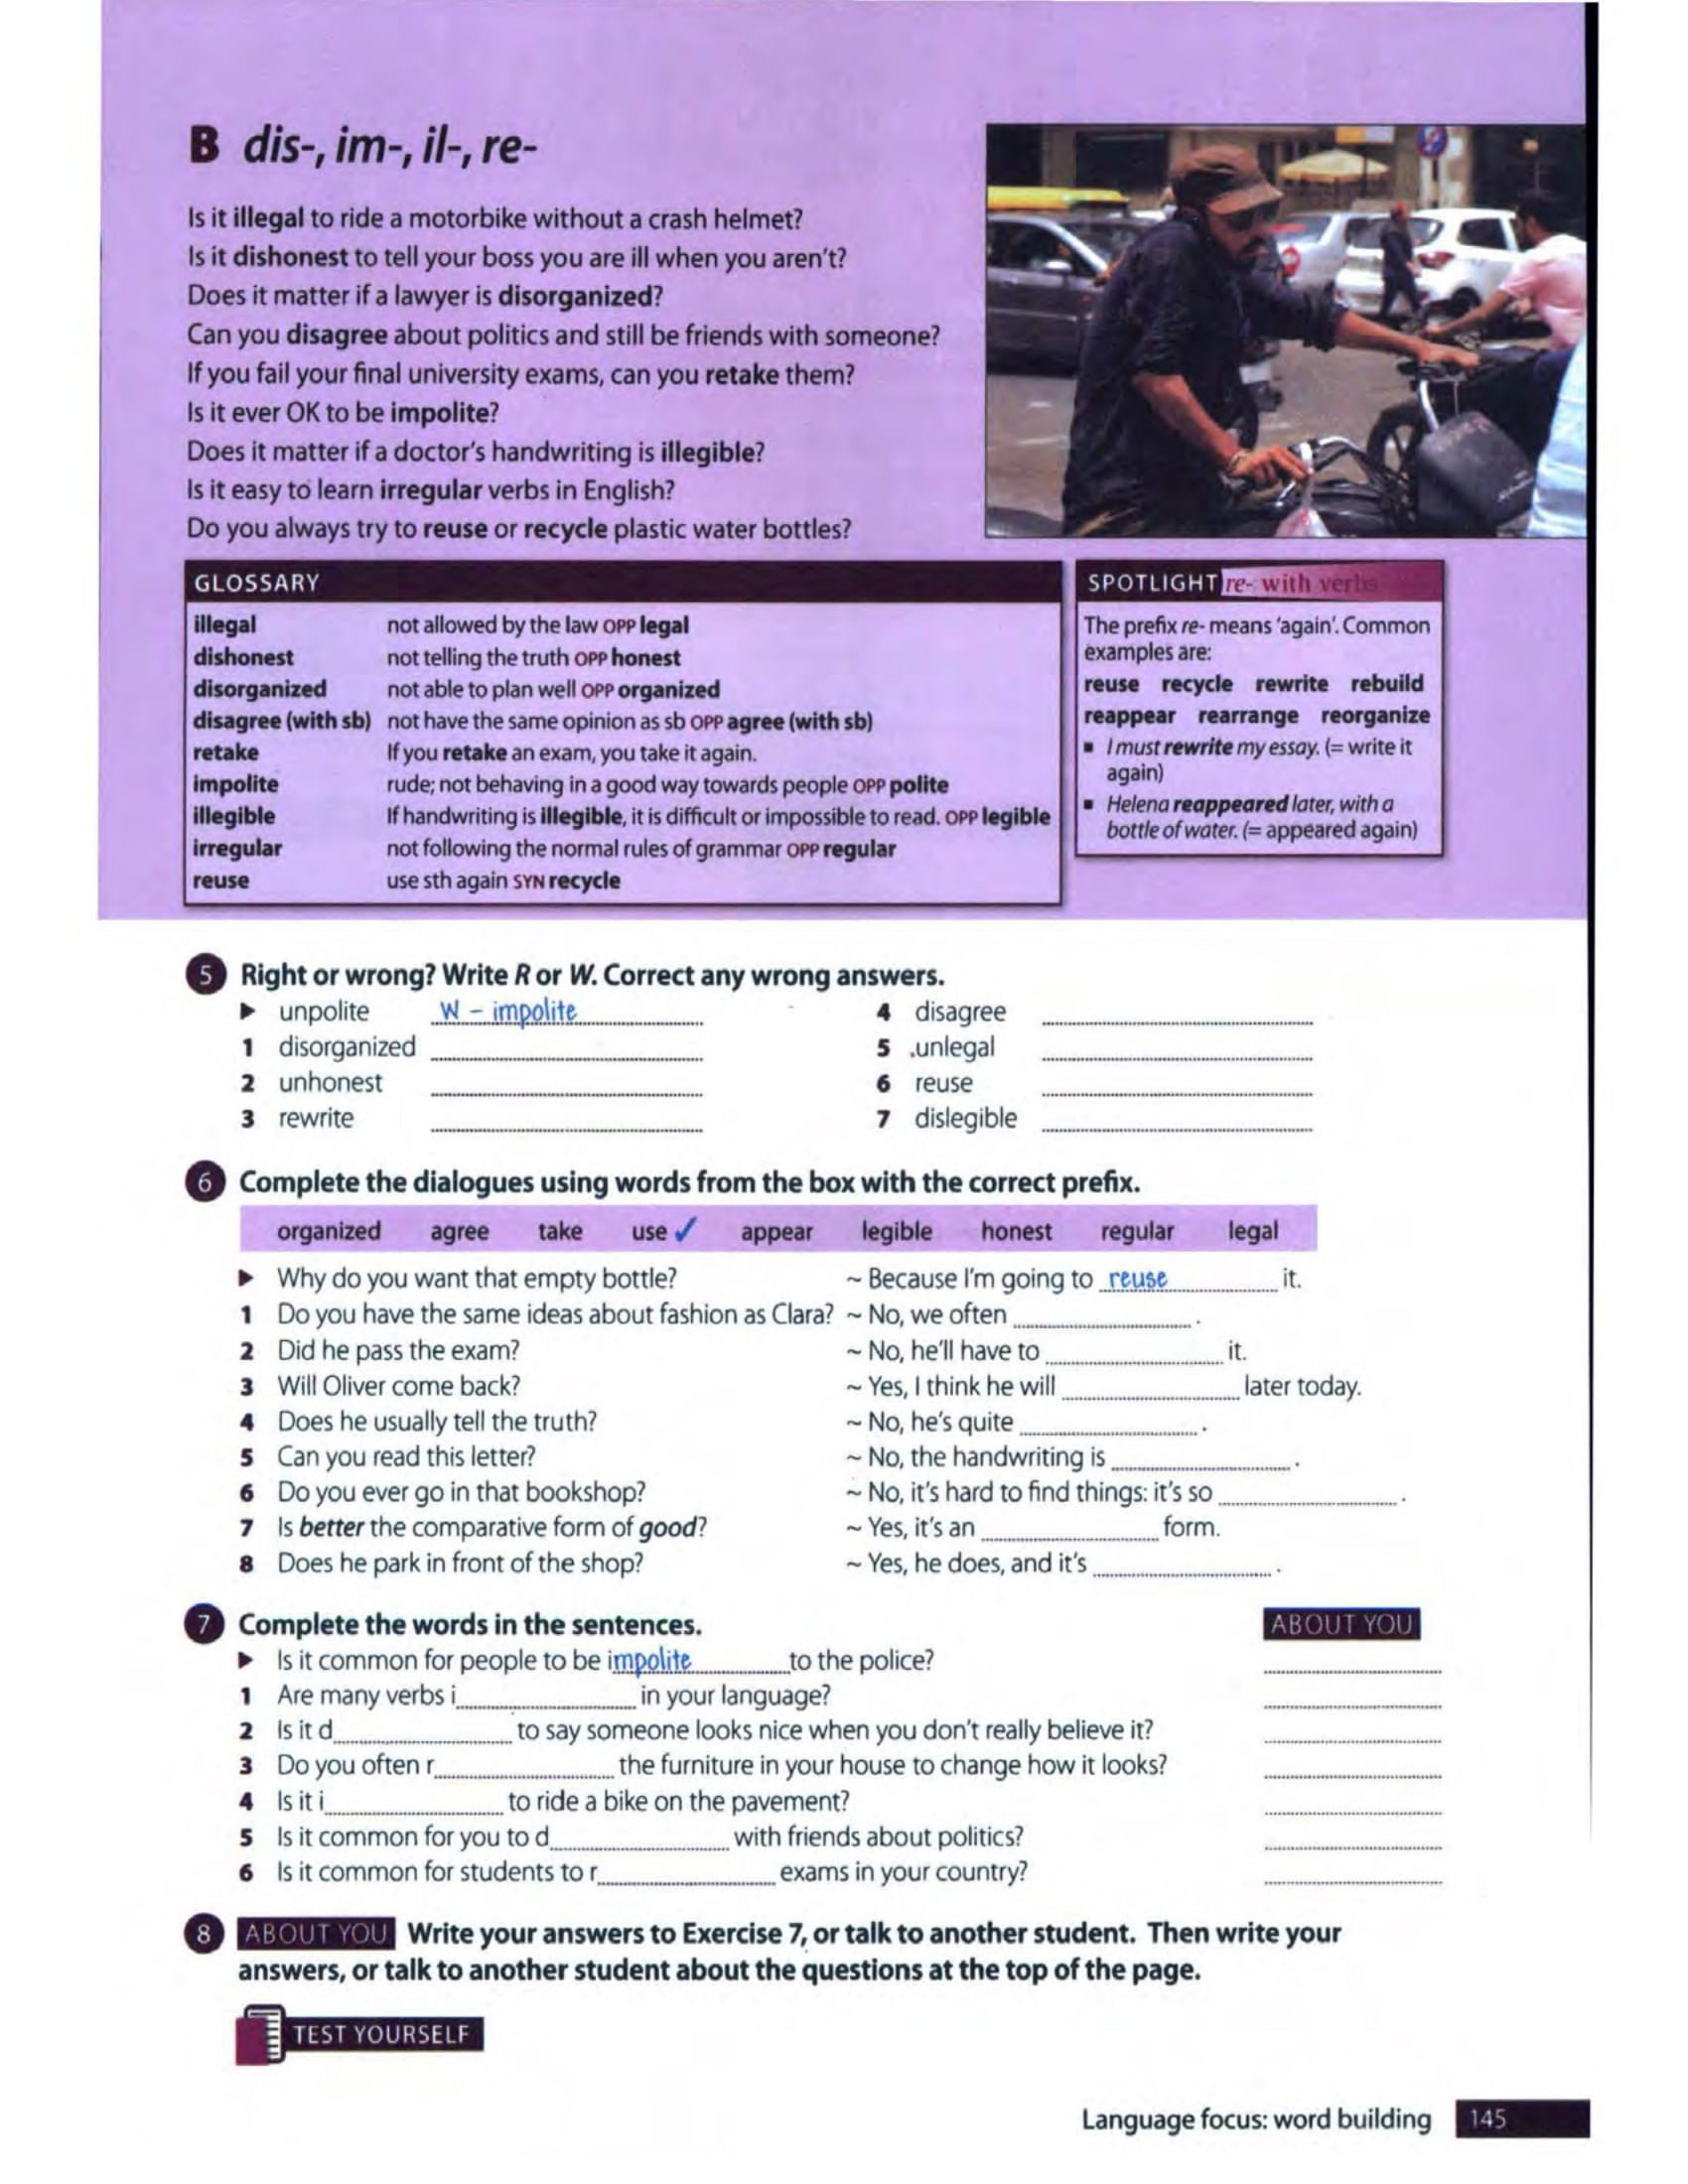 B dis-, im-, il-, re-
Is it illegal to ride a motorbike without a crash helmet?
Is it dishonest to tell your boss you are ill when you aren't?
Does it matter if a lawyer is disorganized?
Can you disagree about politics and still be friends with someone?
If you fail your final university exams, can you retake them?
Is it ever OK to be impolite?
Does it matter if a doctor's handwriting is illegible?
Is it easy to learn irregular verbs in English?
Do you always try to reuse or recycle plastic water bottles?
GLOSSARY
illegal not allowed by the law OPP legal
dishonest not telling the truth OPP honest
disorganized not able to plan well OPP organized
disagree (with sb) not have the same opinion as sb OPP agree (with sb)
retake If you retake an exam, you take it again.
impolite rude; not behaving in a good way towards people OPP polite
illegible If handwriting is illegible, it is difficult or impossible to read. OPP legible
irregular not following the normal rules of grammar OPP regular
reuse use sth again SYN recycle
SPOTLIGHT re- with verbs
The prefix re- means 'again'. Common
examples are:
reuse recycle rewrite rebuild
reappear rearrange reorganize
▪ I must rewrite my essay. (= write it
again)
▪ Helena reappeared later, with a
bottle of water. (= appeared again)
5 Right or wrong? Write R or W. Correct any wrong answers.
▶ unpolite W – impolite
1 disorganized
2 unhonest
3 rewrite
4 disagree
5 unlegal
6 reuse
7 dislegible
6 Complete the dialogues using words from the box with the correct prefix.
organized agree take use ✓ appear legible honest regular legal
▶ Why do you want that empty bottle? ~ Because I'm going to reuse it.
1 Do you have the same ideas about fashion as Clara? ~ No, we often .
2 Did he pass the exam? ~ No, he'll have to it.
3 Will Oliver come back? ~ Yes, I think he will later today.
4 Does he usually tell the truth? ~ No, he's quite .
5 Can you read this letter? ~ No, the handwriting is .
6 Do you ever go in that bookshop? ~ No, it's hard to find things: it's so .
7 Is better the comparative form of good? ~ Yes, it's an form.
8 Does he park in front of the shop? ~ Yes, he does, and it's .
7 Complete the words in the sentences. ABOUT YOU
▶ Is it common for people to be impolite to the police?
1 Are many verbs i in your language?
2 Is it d to say someone looks nice when you don't really believe it?
3 Do you often r the furniture in your house to change how it looks?
4 Is it i to ride a bike on the pavement?
5 Is it common for you to d with friends about politics?
6 Is it common for students to r exams in your country?
8 ABOUT YOU Write your answers to Exercise 7, or talk to another student. Then write your
answers, or talk to another student about the questions at the top of the page.
TEST YOURSELF
Language focus: word building 145